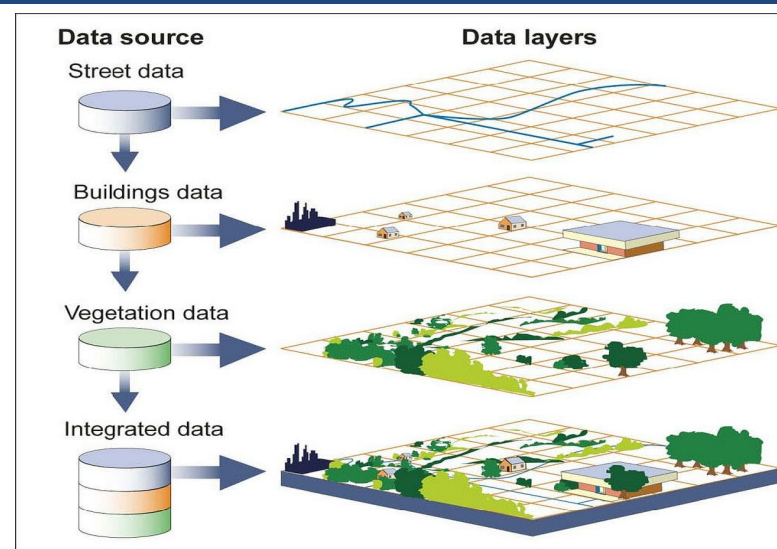 Data source
Data layers
Street data
Buildings data
Vegetation data
Integrated data